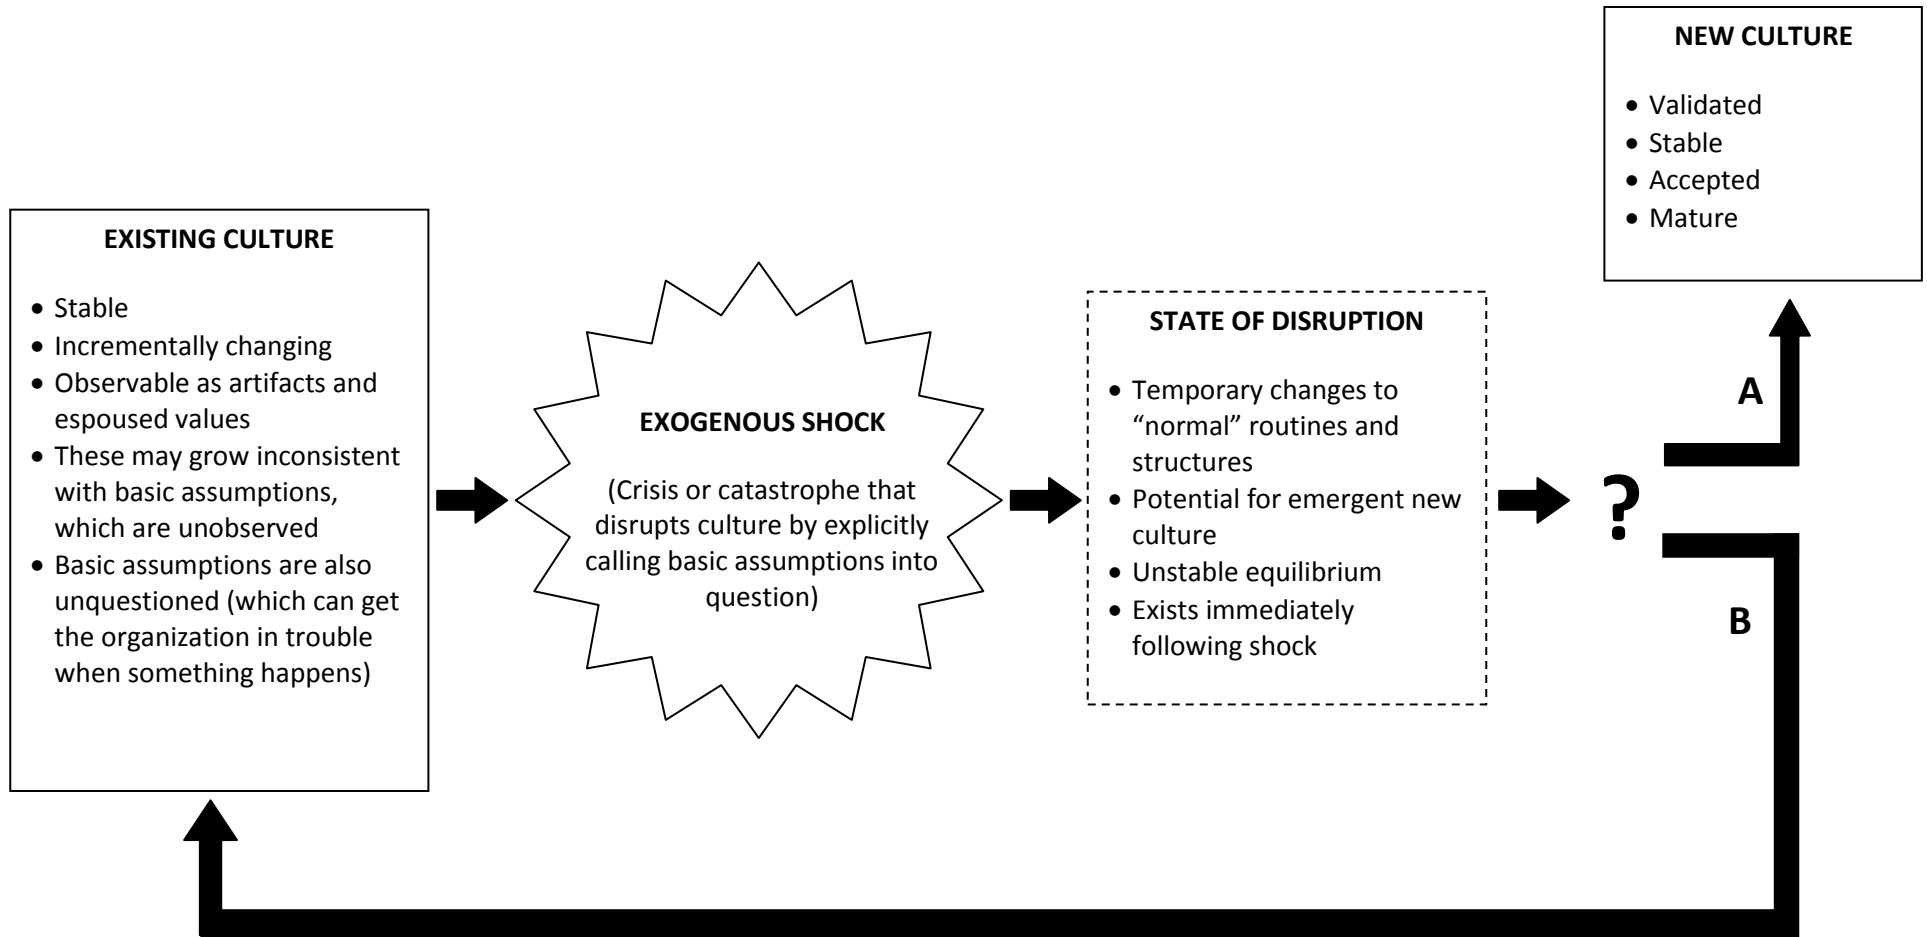 EXISTING CULTURE
• Stable
• Incrementally changing
• Observable as artifacts and
espoused values
• These may grow inconsistent
with basic assumptions,
which are unobserved
• Basic assumptions are also
unquestioned (which can get
the organization in trouble
when something happens)
EXOGENOUS SHOCK
(Crisis or catastrophe that
disrupts culture by explicitly
calling basic assumptions into
question)
STATE OF DISRUPTION
• Temporary changes to
“normal” routines and
structures
• Potential for emergent new
culture
• Unstable equilibrium
• Exists immediately
following shock
?
A
B
NEW CULTURE
• Validated
• Stable
• Accepted
• Mature